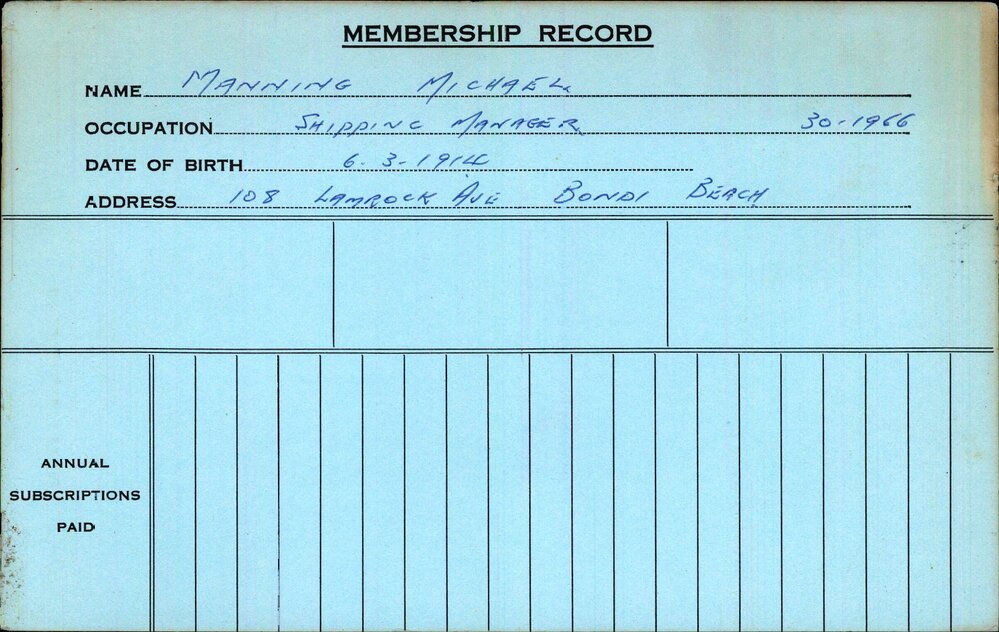 MEMBERSHIP RECORD
NAME MANNING MICHAEL
OCCUPATION SHIPPING MANAGER 30-1966
DATE OF BIRTH 6-3-1914
ADDRESS 108 LAMROCK AVE BONDI BEACH
ANNUAL
SUBSCRIPTIONS
PAID